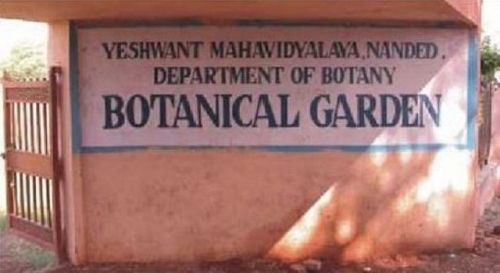 YESHWANT MAHAVIDYALAYA, NANDED.
DEPARTMENT OF BOTANY
BOTANICAL GARDEN